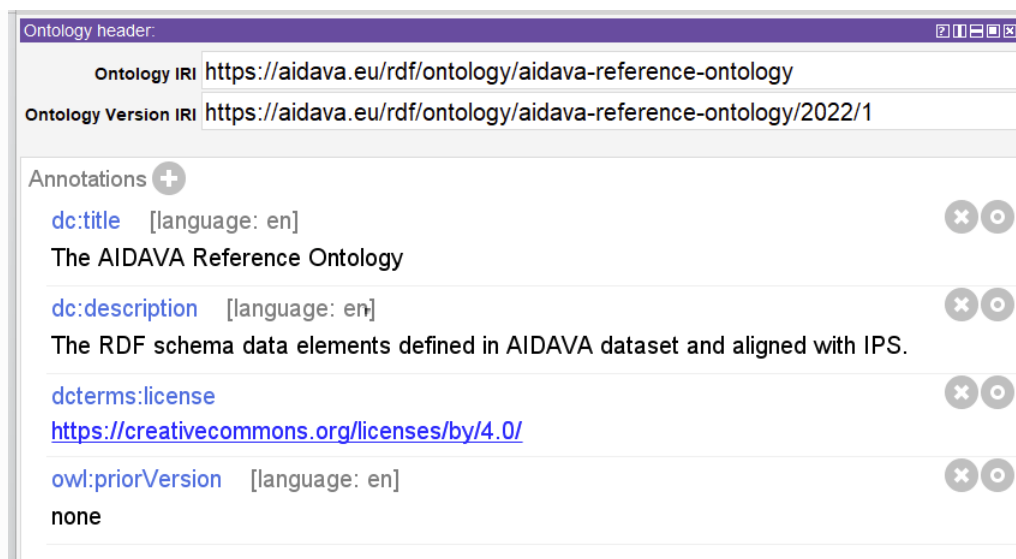 Ontology header:
Ontology IRI https://aidava.eu/rdf/ontology/aidava-reference-ontology
Ontology Version IRI https://aidava.eu/rdf/ontology/aidava-reference-ontology/2022/1
Annotations
dc:title [language: en]
The AIDAVA Reference Ontology
dc:description [language: en]
The RDF schema data elements defined in AIDAVA dataset and aligned with IPS.
dcterms:license
https://creativecommons.org/licenses/by/4.0/
owl:priorVersion [language: en]
none